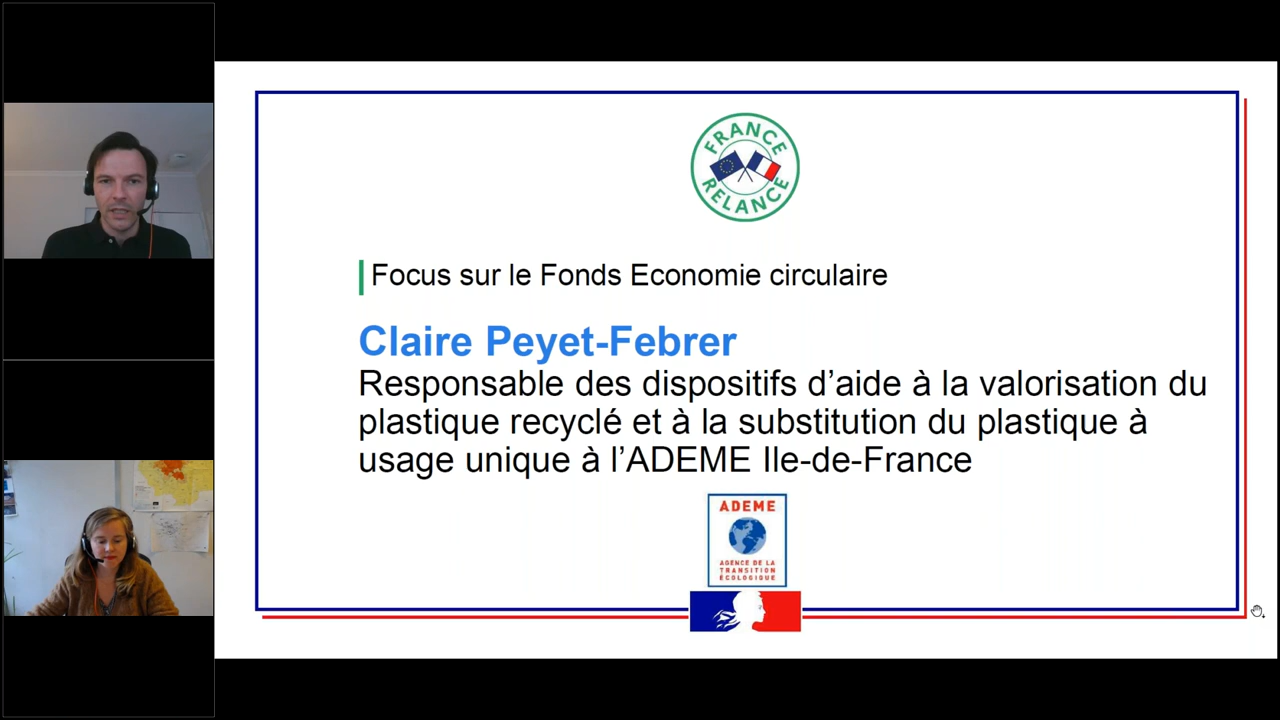 FRANCE
RELANCE
Focus sur le Fonds Economie circulaire
Claire Peyet-Febrer
Responsable des dispositifs d’aide à la valorisation du
plastique recyclé et à la substitution du plastique à
usage unique à l’ADEME Ile-de-France
ADEME
AGENCE DE LA
TRANSITION
ÉCOLOGIQUE